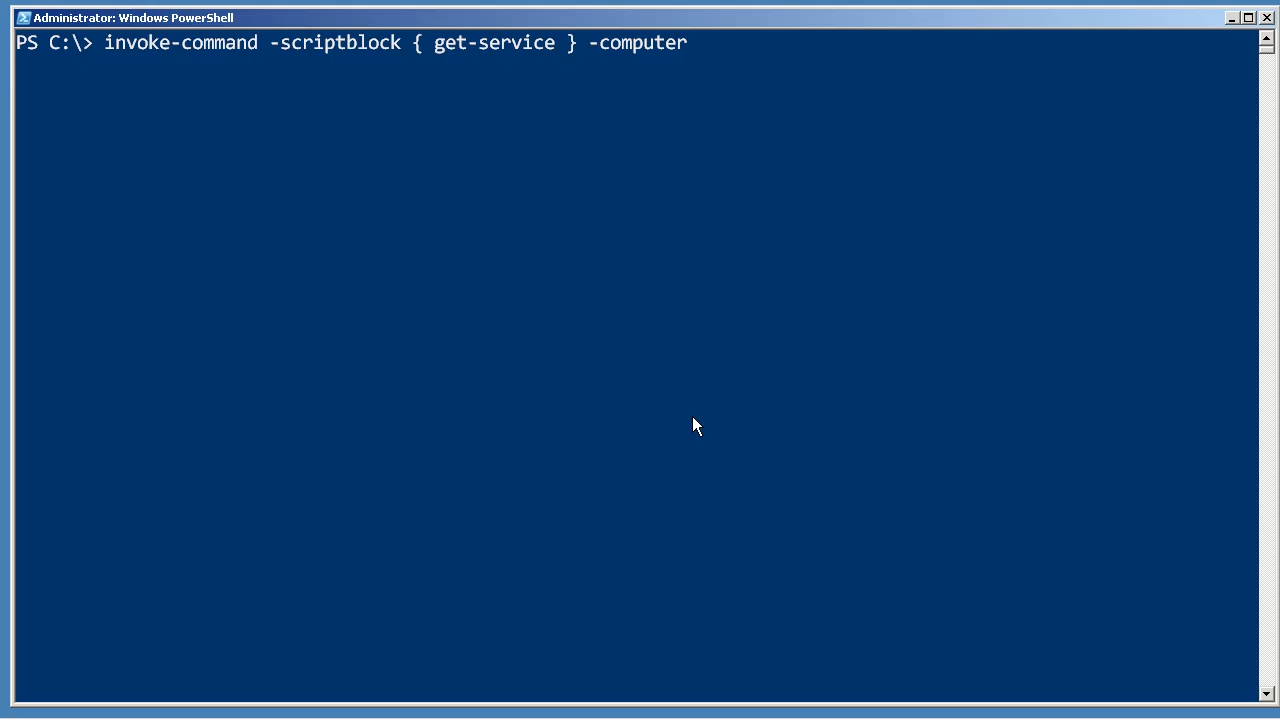 Administrator: Windows PowerShell
PS C:\> invoke-command -scriptblock { get-service } -computer